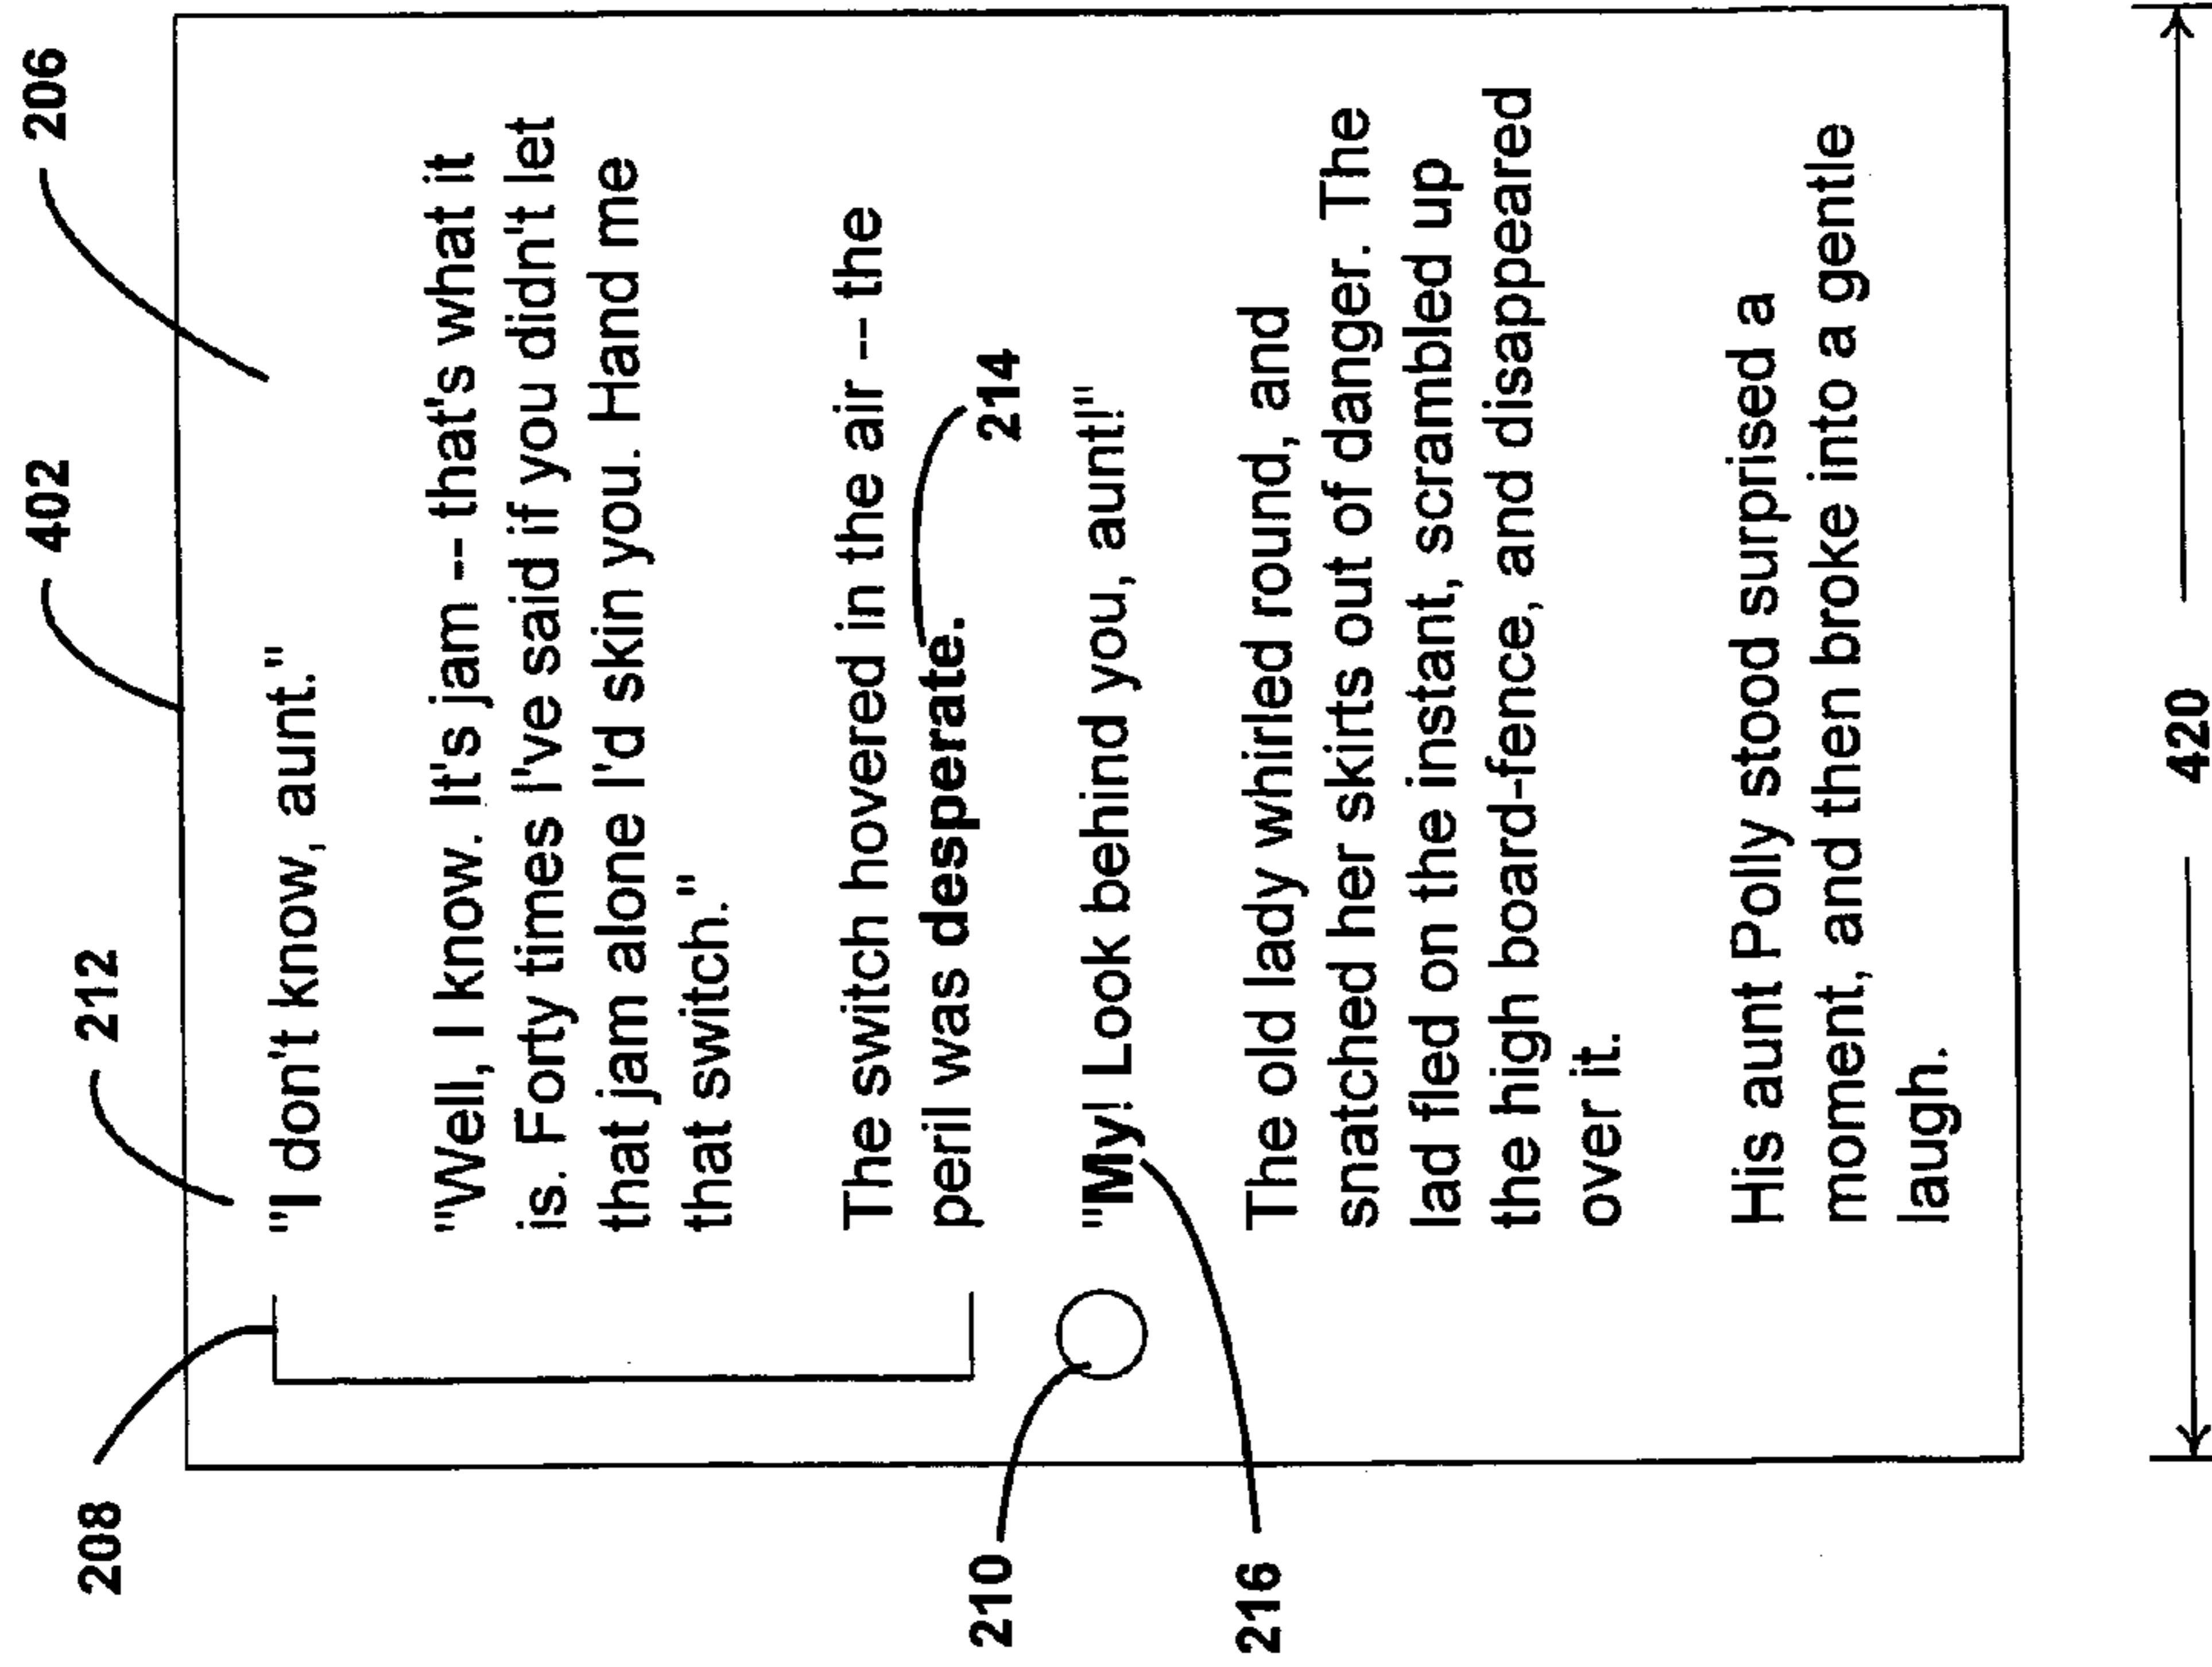 206
402
212
208
"I don't know, aunt."
"Well, I know. It's jam -- that's what it
is. Forty times I've said if you didn't let
that jam alone I'd skin you. Hand me
that switch."
The switch hovered in the air -- the
peril was desperate.
214
210
"My! Look behind you, aunt!"
216
The old lady whirled round, and
snatched her skirts out of danger. The
lad fled on the instant, scrambled up
the high board-fence, and disappeared
over it.
His aunt Polly stood surprised a
moment, and then broke into a gentle
laugh.
420